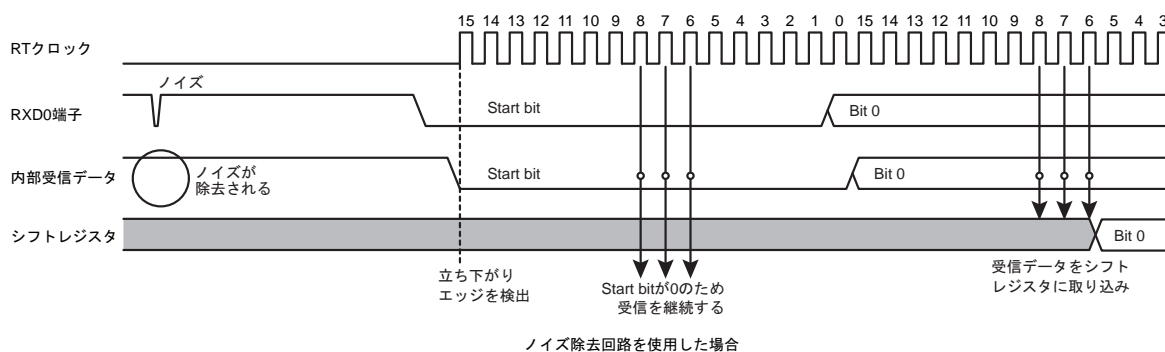 15 14 13 12 11 10 9 8 7 6 5 4 3 2 1 0 15 14 13 12 11 10 9 8 7 6 5 4 3
RTクロック
ノイズ
RXD0端子
Start bit
Bit 0
内部受信データ
ノイズが
除去される
Start bit
Bit 0
シフトレジスタ
Bit 0
立ち下がり
エッジを検出
Start bitが0のため
受信を継続する
受信データをシフト
レジスタに取り込み
ノイズ除去回路を使用した場合